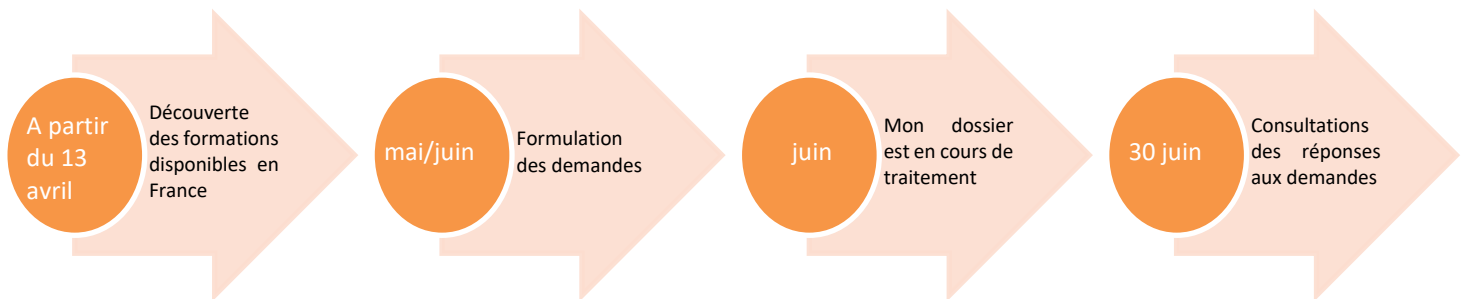 A partir
du 13
avril
Découverte
des formations
disponibles en
France
mai/juin
Formulation
des demandes
juin
Mon dossier
est en cours de
traitement
30 juin
Consultations
des réponses
aux demandes